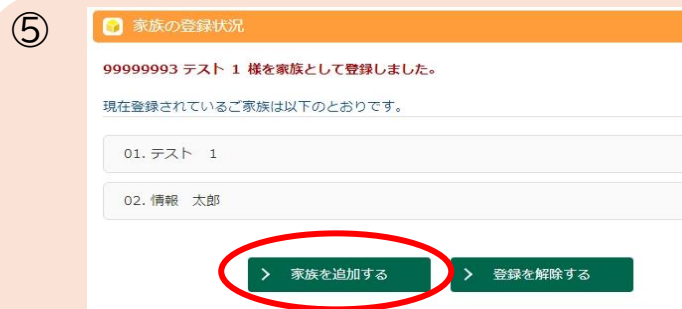 ⑤
家族の登録状況
99999993 テスト 1 様を家族として登録しました。
現在登録されているご家族は以下のとおりです。
01. テスト　1
02. 情報　太郎
> 家族を追加する
> 登録を解除する